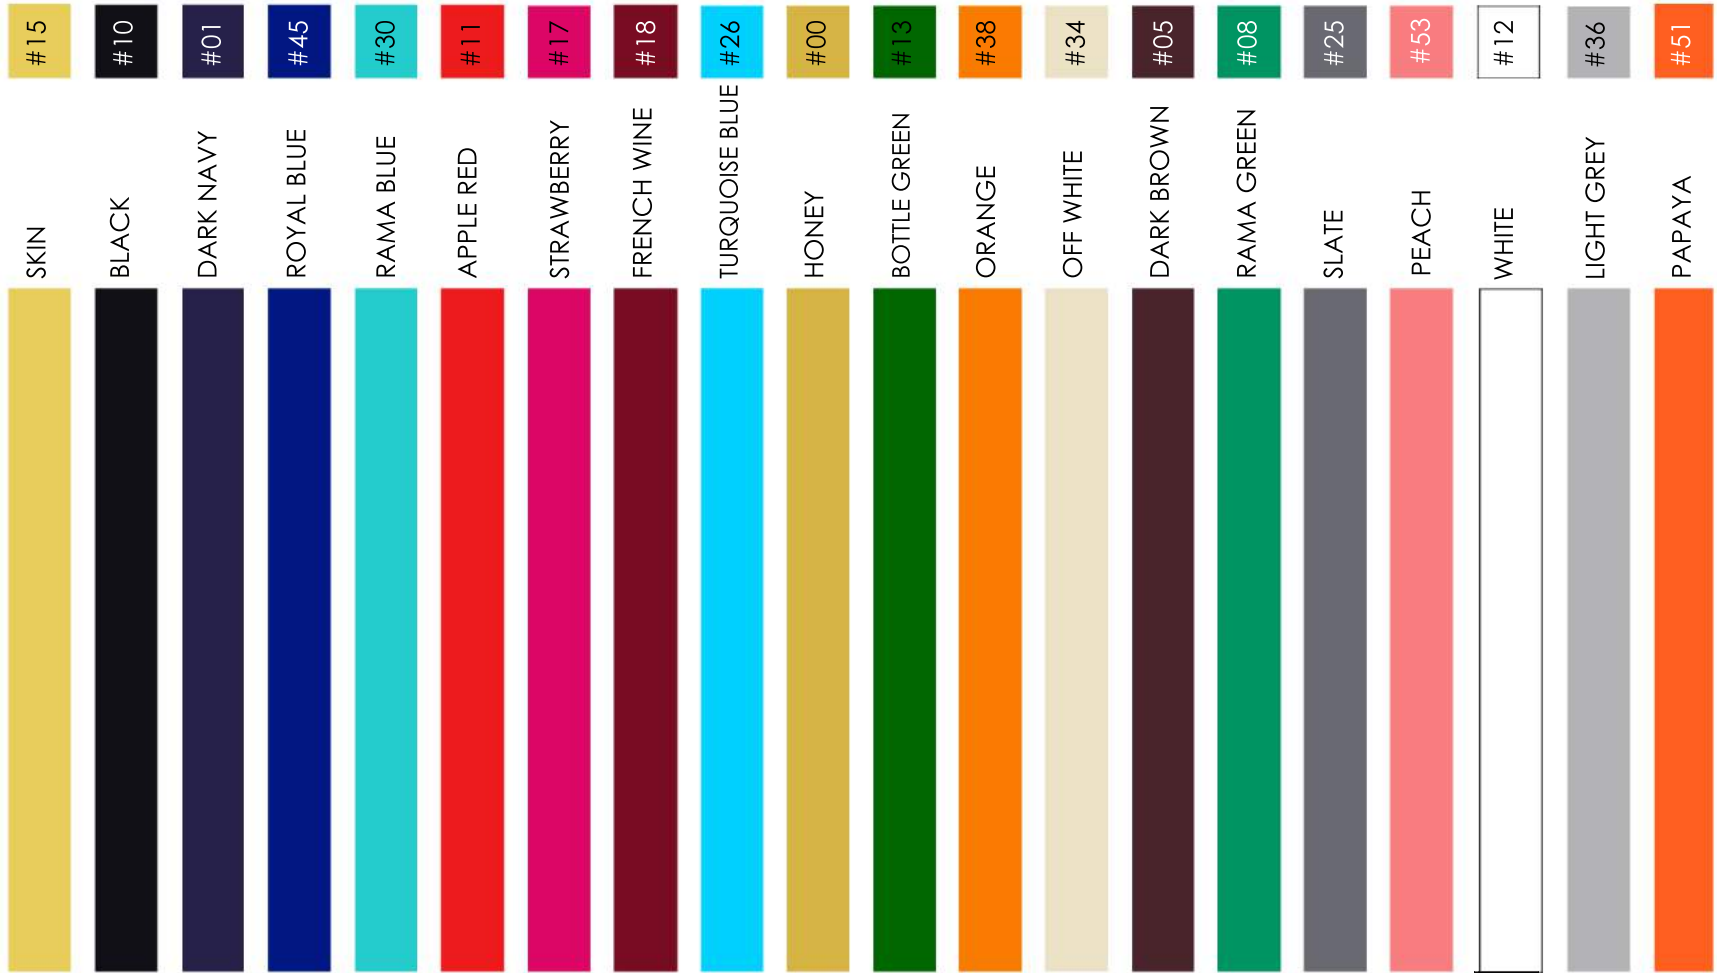 #15
SKIN
#10
BLACK
#01
DARK NAVY
#45
ROYAL BLUE
#30
RAMA BLUE
#11
APPLE RED
#17
STRAWBERRY
#18
FRENCH WINE
#26
TURQUOISE BLUE
#00
HONEY
#13
BOTTLE GREEN
#38
ORANGE
#34
OFF WHITE
#05
DARK BROWN
#08
RAMA GREEN
#25
SLATE
#53
PEACH
#12
WHITE
#36
LIGHT GREY
#51
PAPAYA